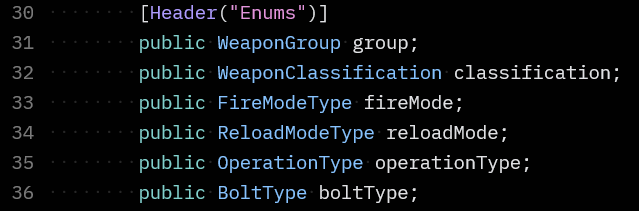 30 [Header("Enums")]
31 public WeaponGroup group;
32 public WeaponClassification classification;
33 public FireModeType fireMode;
34 public ReloadModeType reloadMode;
35 public OperationType operationType;
36 public BoltType boltType;